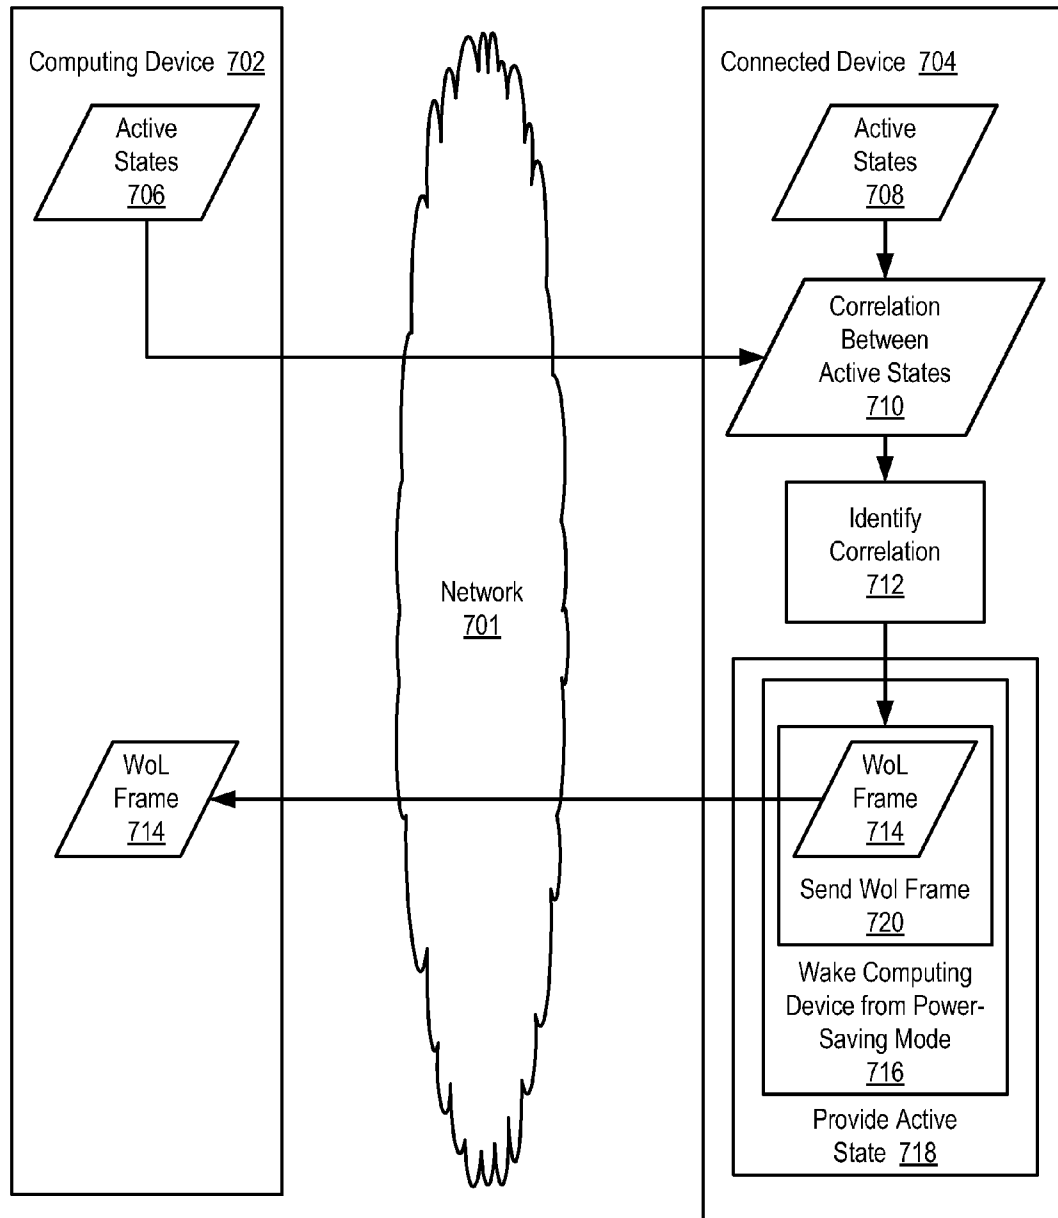 Computing Device 702
Active
States
706
Network
701
WoL
Frame
714
Connected Device 704
Active
States
708
Correlation
Between
Active States
710
Identify
Correlation
712
WoL
Frame
714
Send Wol Frame
720
Wake Computing
Device from Power-
Saving Mode
716
Provide Active
State 718